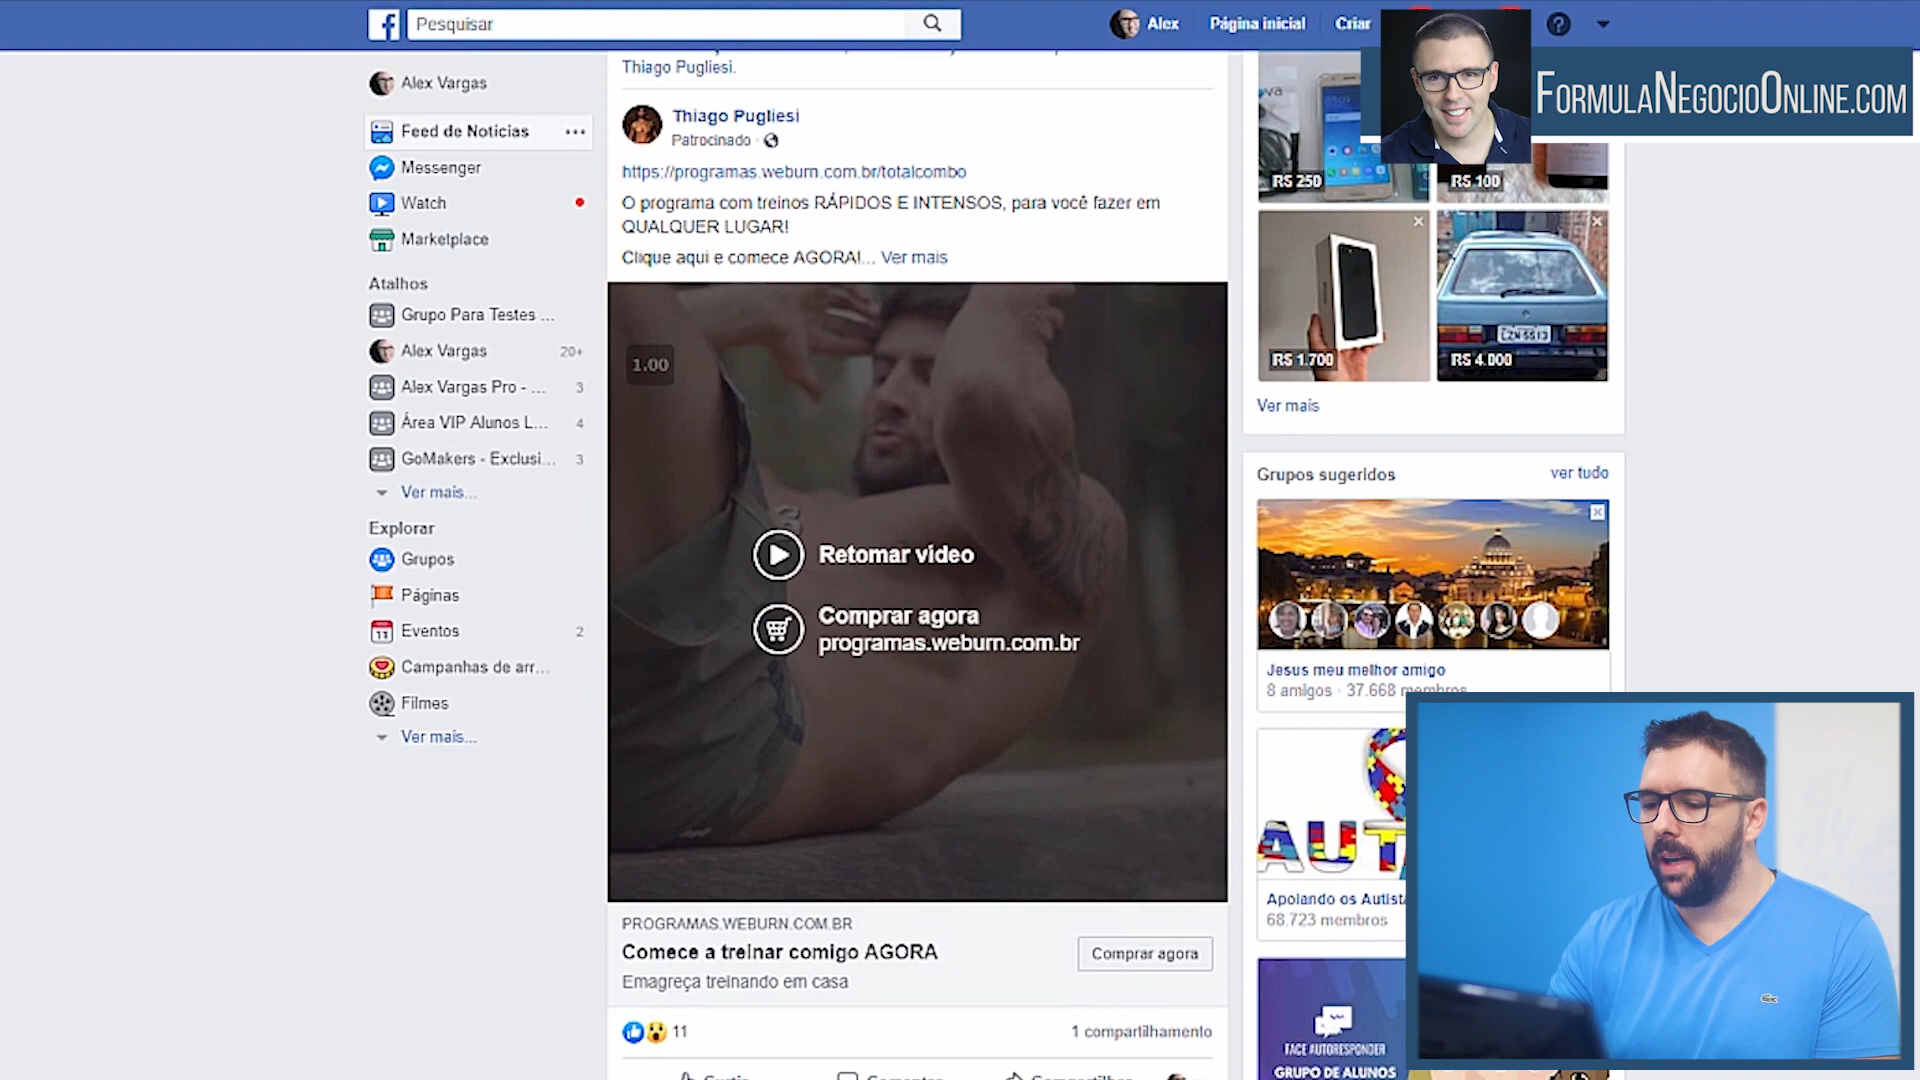 Pesquisar
Alex
Página inicial
Criar
FORMULANEGOCIOONLINE.COM
Alex Vargas
Feed de Notícias
Messenger
Watch
Marketplace
Atalhos
Grupo Para Testes ...
Alex Vargas 20+
Alex Vargas Pro - ... 3
Área VIP Alunos L... 4
GoMakers - Exclusi... 3
Ver mais...
Explorar
Grupos
Páginas
Eventos 2
Campanhas de arr...
Filmes
Ver mais...
Thiago Pugliesi.
Thiago Pugliesi
Patrocinado ·
https://programas.weburn.com.br/totalcombo
O programa com treinos RÁPIDOS E INTENSOS, para você fazer em
QUALQUER LUGAR!
Clique aqui e comece AGORA!... Ver mais
1.00
Retomar vídeo
Comprar agora
programas.weburn.com.br
PROGRAMAS.WEBURN.COM.BR
Comece a treinar comigo AGORA
Comprar agora
Emagreça treinando em casa
11
1 compartilhamento
Curtir
Comentar
Compartilhar
R$ 250
R$ 100
R$ 1.700
R$ 4.000
Ver mais
Grupos sugeridos
ver tudo
Jesus meu melhor amigo
8 amigos · 37.668 membros
AUT
Apoiando os Autista
68.723 membros
FACE AUTORESPONDER
GRUPO DE ALUNOS